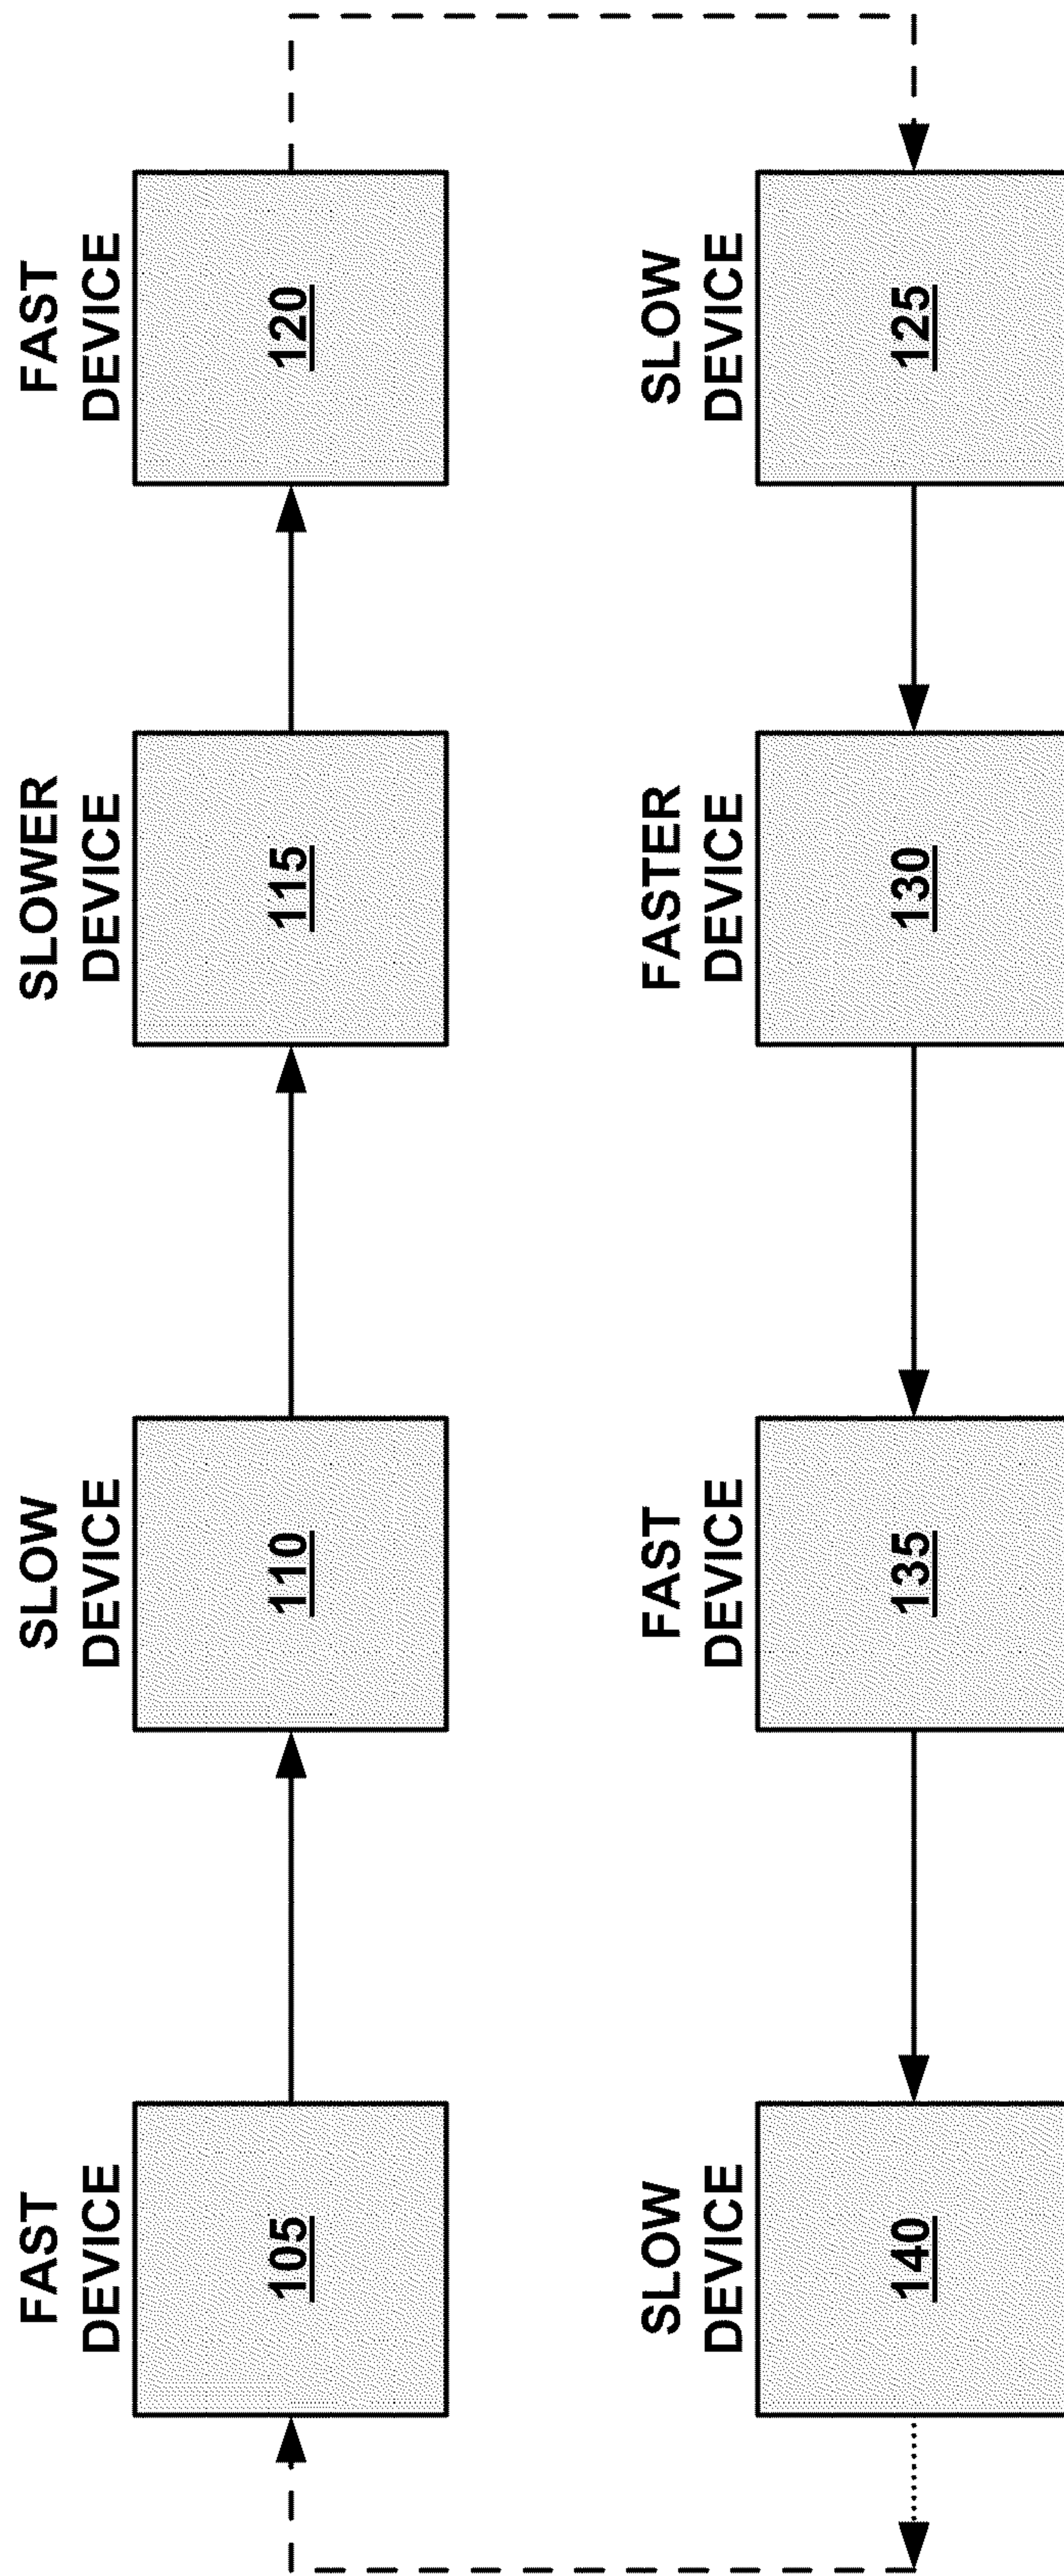 FAST
DEVICE
105
SLOW
DEVICE
110
SLOWER
DEVICE
115
FAST
DEVICE
120
SLOW
DEVICE
140
FAST
DEVICE
135
FASTER
DEVICE
130
SLOW
DEVICE
125